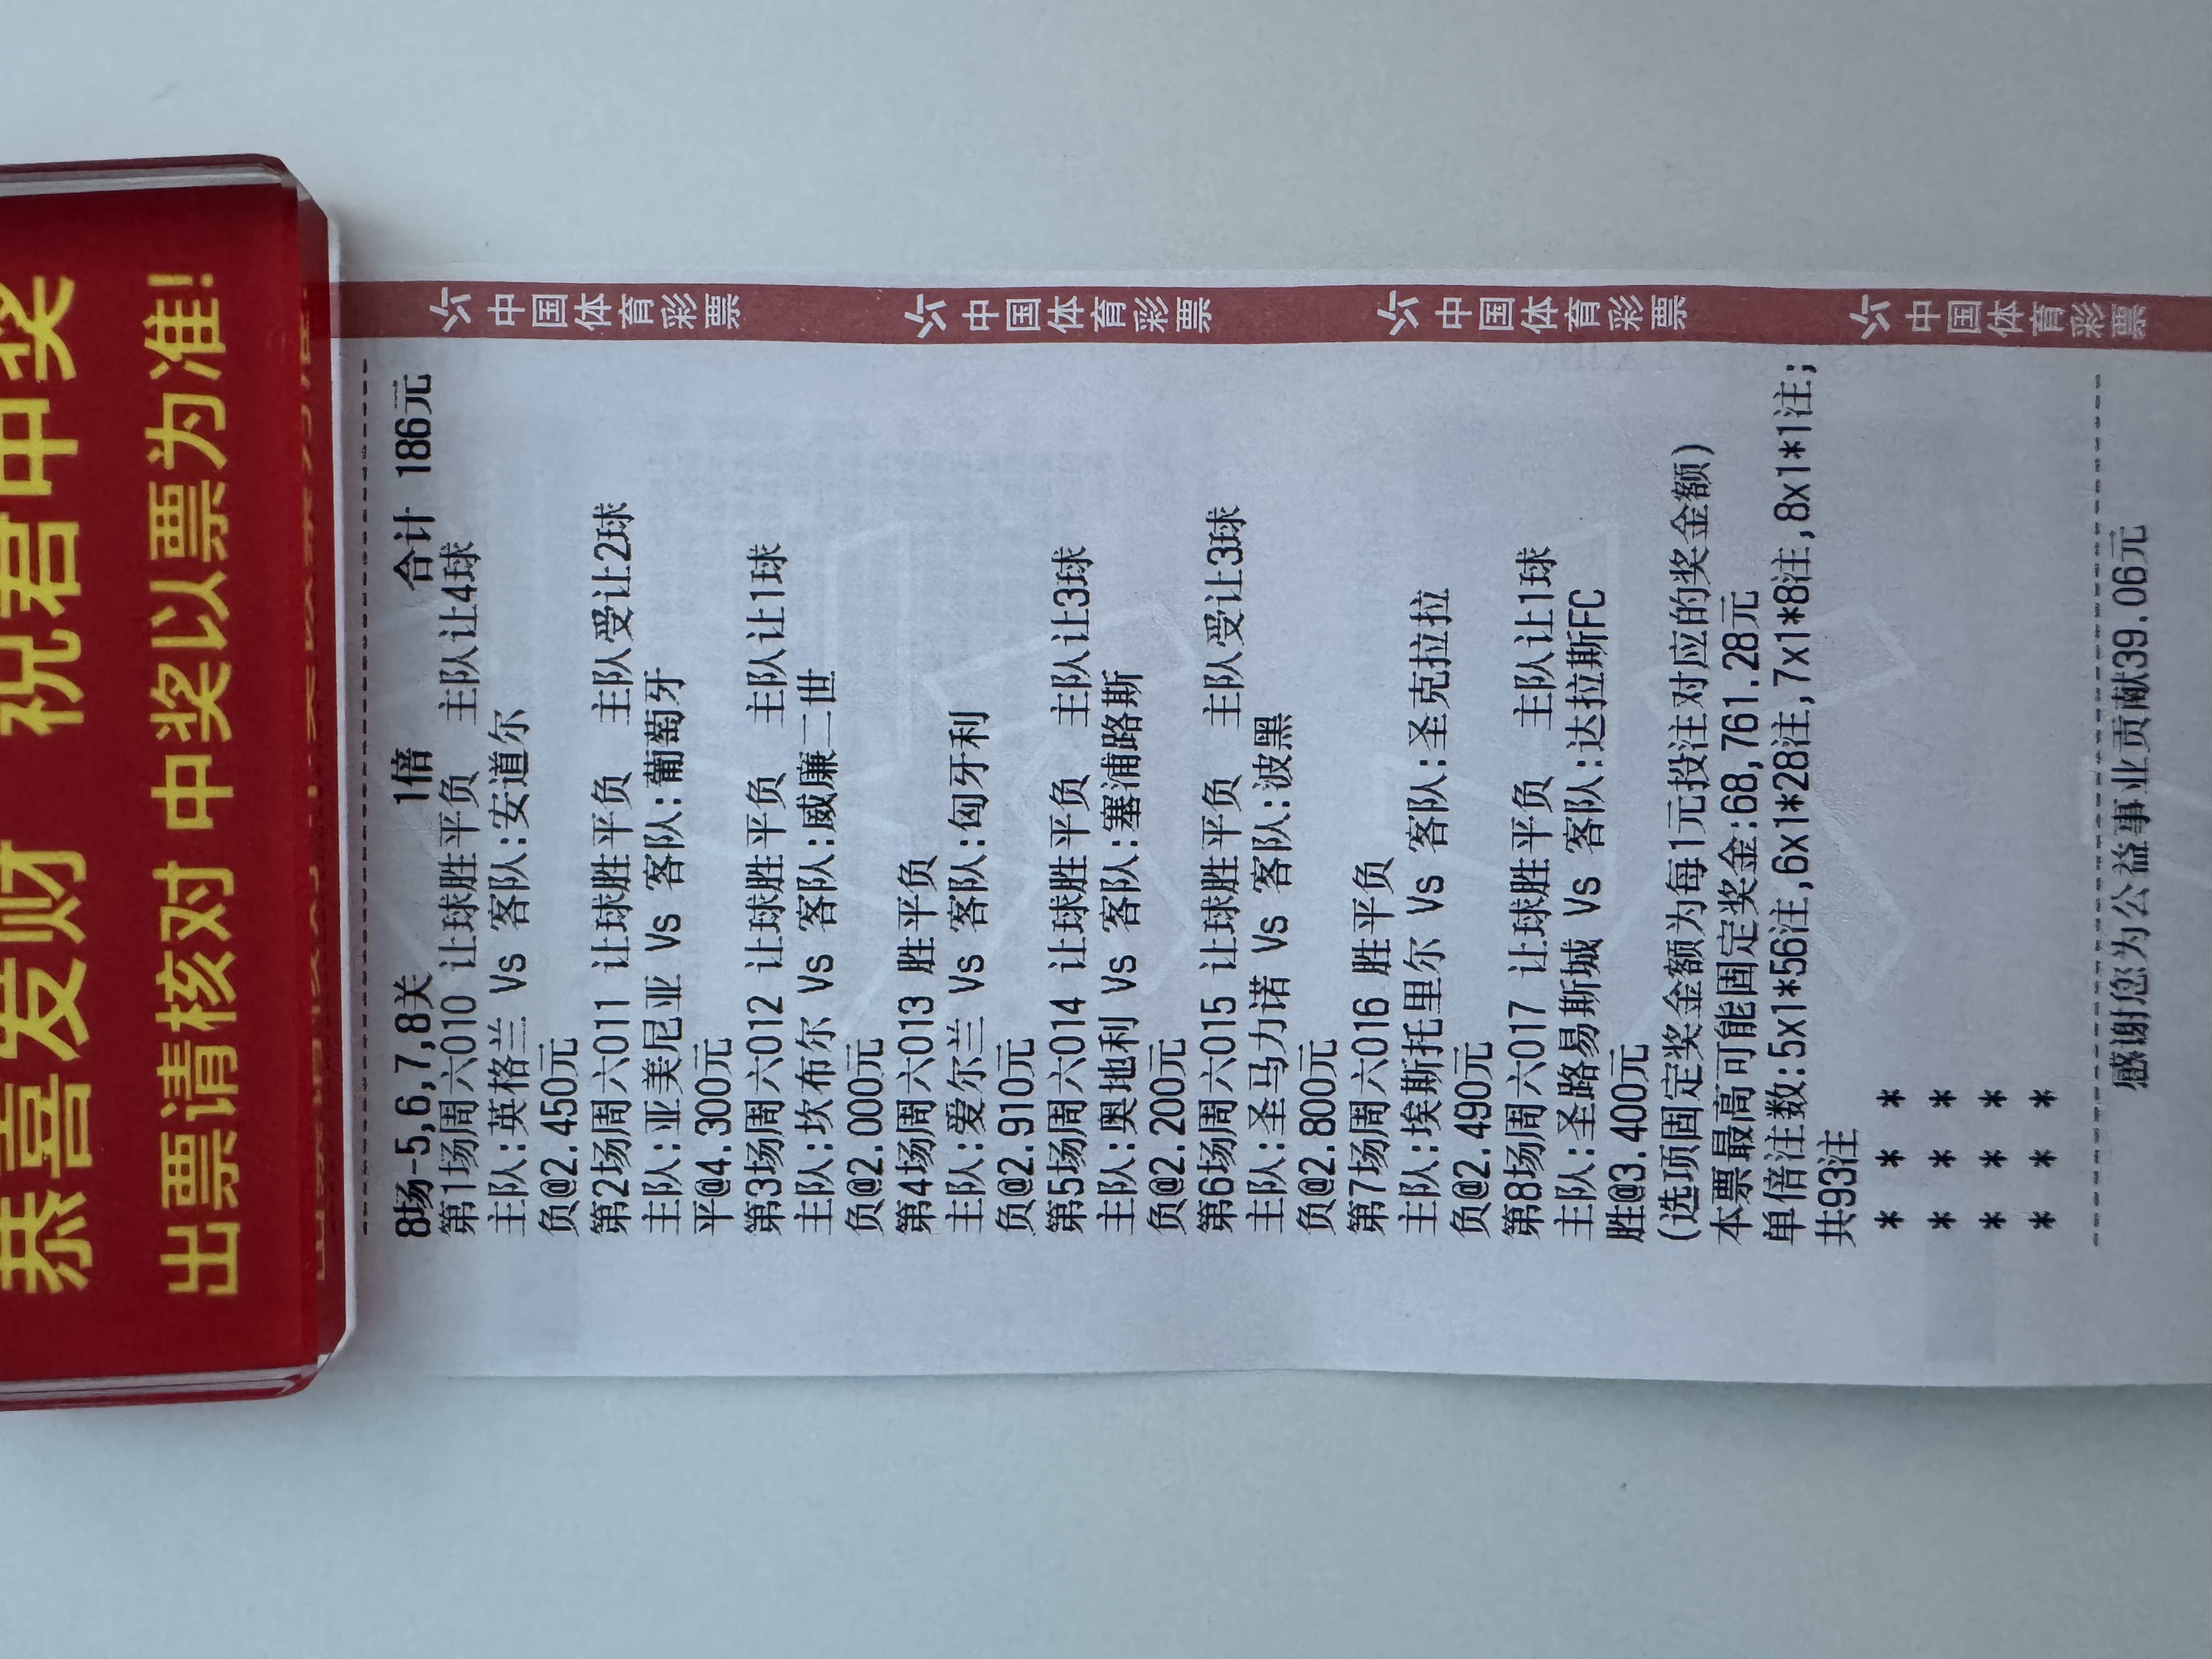 恭喜发财 祝君中奖
出票请核对 中奖以票为准!
中国体育彩票
中国体育彩票
中国体育彩票
中国体育彩票
8场-5,6,7,8关 1倍 合计 186元
第1场周六010 让球胜平负 主队让4球
主队:英格兰 Vs 客队:安道尔
负@2.450元
第2场周六011 让球胜平负 主队受让2球
主队:亚美尼亚 Vs 客队:葡萄牙
平@4.300元
第3场周六012 让球胜平负 主队让1球
主队:坎布尔 Vs 客队:威廉二世
负@2.000元
第4场周六013 胜平负
主队:爱尔兰 Vs 客队:匈牙利
负@2.910元
第5场周六014 让球胜平负 主队让3球
主队:奥地利 Vs 客队:塞浦路斯
负@2.200元
第6场周六015 让球胜平负 主队受让3球
主队:圣马力诺 Vs 客队:波黑
负@2.800元
第7场周六016 胜平负
主队:埃斯托里尔 Vs 客队:圣克拉拉
负@2.490元
第8场周六017 让球胜平负 主队让1球
主队:圣路易斯城 Vs 客队:达拉斯FC
胜@3.400元
(选项固定奖金额为每1元投注对应的奖金额)
本票最高可能固定奖金:68,761.28元
单倍注数:5x1*56注,6x1*28注,7x1*8注,8x1*1注;
共93注
* * *
* * *
* * *
* * *
感谢您为公益事业贡献39.06元